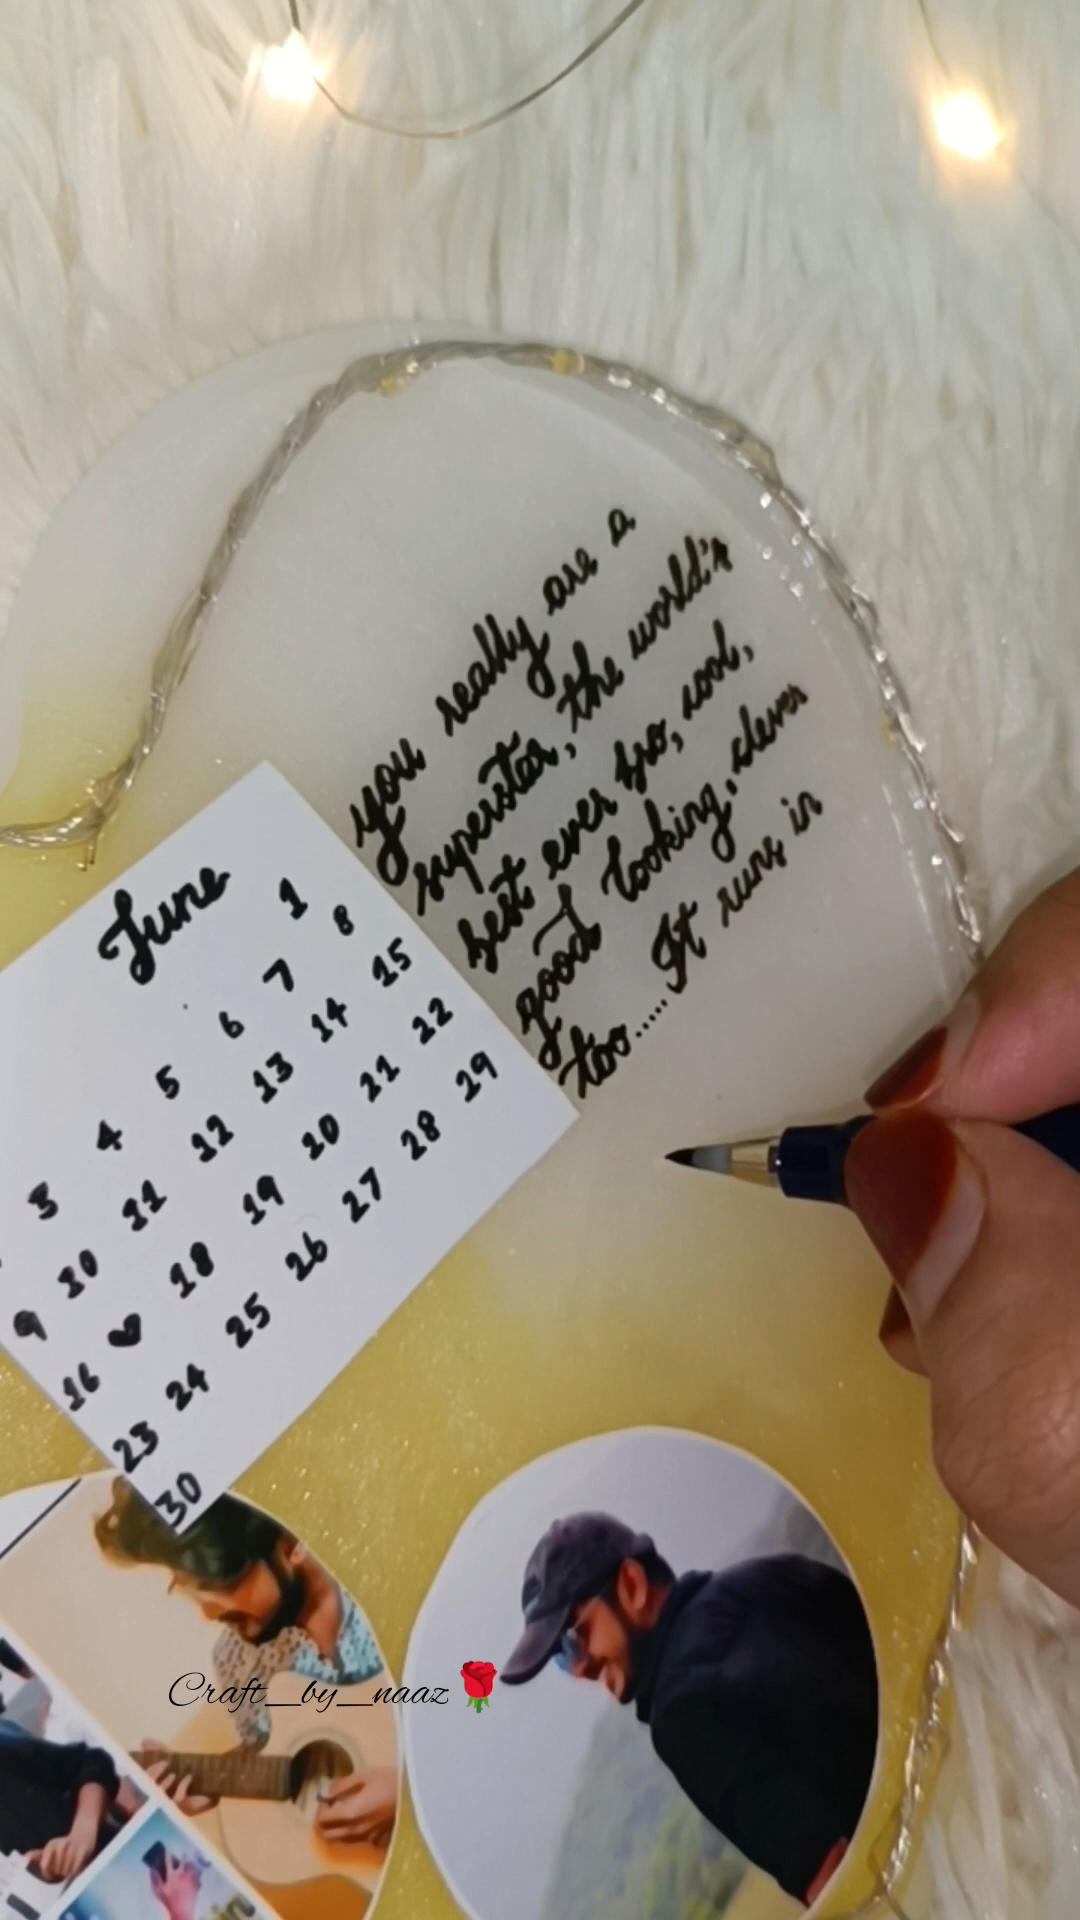 you really are a
superstar, the world's
best ever bro, cool,
good looking, clever
too..... It runs in
June
1
3 4 5 6 7 8
9 10 11 12 13 14 15
16 ♥ 18 19 20 21 22
23 24 25 26 27 28 29
30
Craft_by_naaz🌹